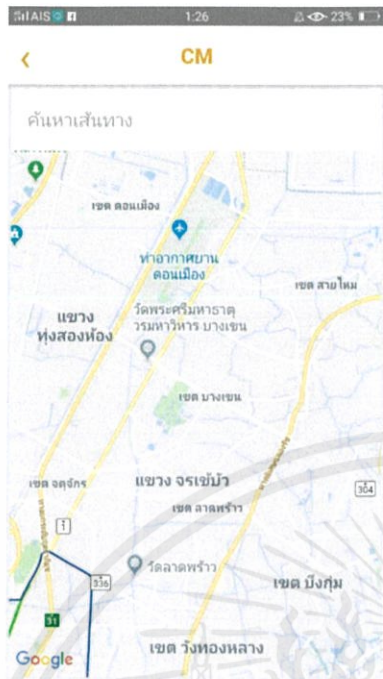 AIS
1:26
23%
CM
ค้นหาเส้นทาง
เขต ดอนเมือง
ท่าอากาศยาน
ดอนเมือง
เขต สายไหม
แขวง
ทุ่งสองห้อง
วัดพระศรีมหาธาตุ
วรมหาวิหาร บางเขน
เขต บางเขน
เขต จตุจักร
แขวง จรเข้บัว
304
เขต ลาดพร้าว
1
336
วัดลาดพร้าว
เขต บึงกุ่ม
31
Google
เขต วังทองหลาง